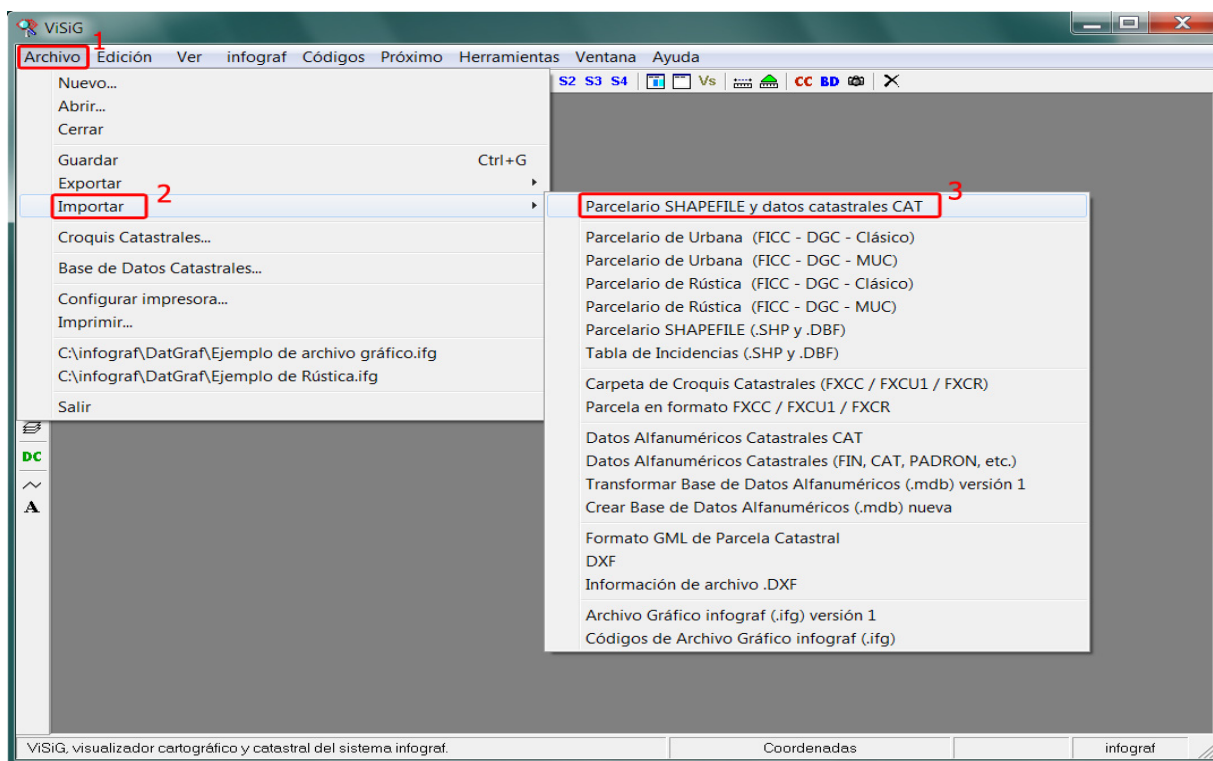 ViSiG
1
Archivo Edición Ver infograf Códigos Próximo Herramientas Ventana Ayuda
S2 S3 S4 Vs CC BD
Nuevo...
Abrir...
Cerrar
Guardar Ctrl+G
Exportar
Importar 2
Croquis Catastrales...
Base de Datos Catastrales...
Configurar impresora...
Imprimir...
C:\infograf\DatGraf\Ejemplo de archivo gráfico.ifg
C:\infograf\DatGraf\Ejemplo de Rústica.ifg
Salir
3
Parcelario SHAPEFILE y datos catastrales CAT
Parcelario de Urbana (FICC - DGC - Clásico)
Parcelario de Urbana (FICC - DGC - MUC)
Parcelario de Rústica (FICC - DGC - Clásico)
Parcelario de Rústica (FICC - DGC - MUC)
Parcelario SHAPEFILE (.SHP y .DBF)
Tabla de Incidencias (.SHP y .DBF)
Carpeta de Croquis Catastrales (FXCC / FXCU1 / FXCR)
Parcela en formato FXCC / FXCU1 / FXCR
Datos Alfanuméricos Catastrales CAT
Datos Alfanuméricos Catastrales (FIN, CAT, PADRON, etc.)
Transformar Base de Datos Alfanuméricos (.mdb) versión 1
Crear Base de Datos Alfanuméricos (.mdb) nueva
Formato GML de Parcela Catastral
DXF
Información de archivo .DXF
Archivo Gráfico infograf (.ifg) versión 1
Códigos de Archivo Gráfico infograf (.ifg)
DC
A
ViSiG, visualizador cartográfico y catastral del sistema infograf. Coordenadas infograf